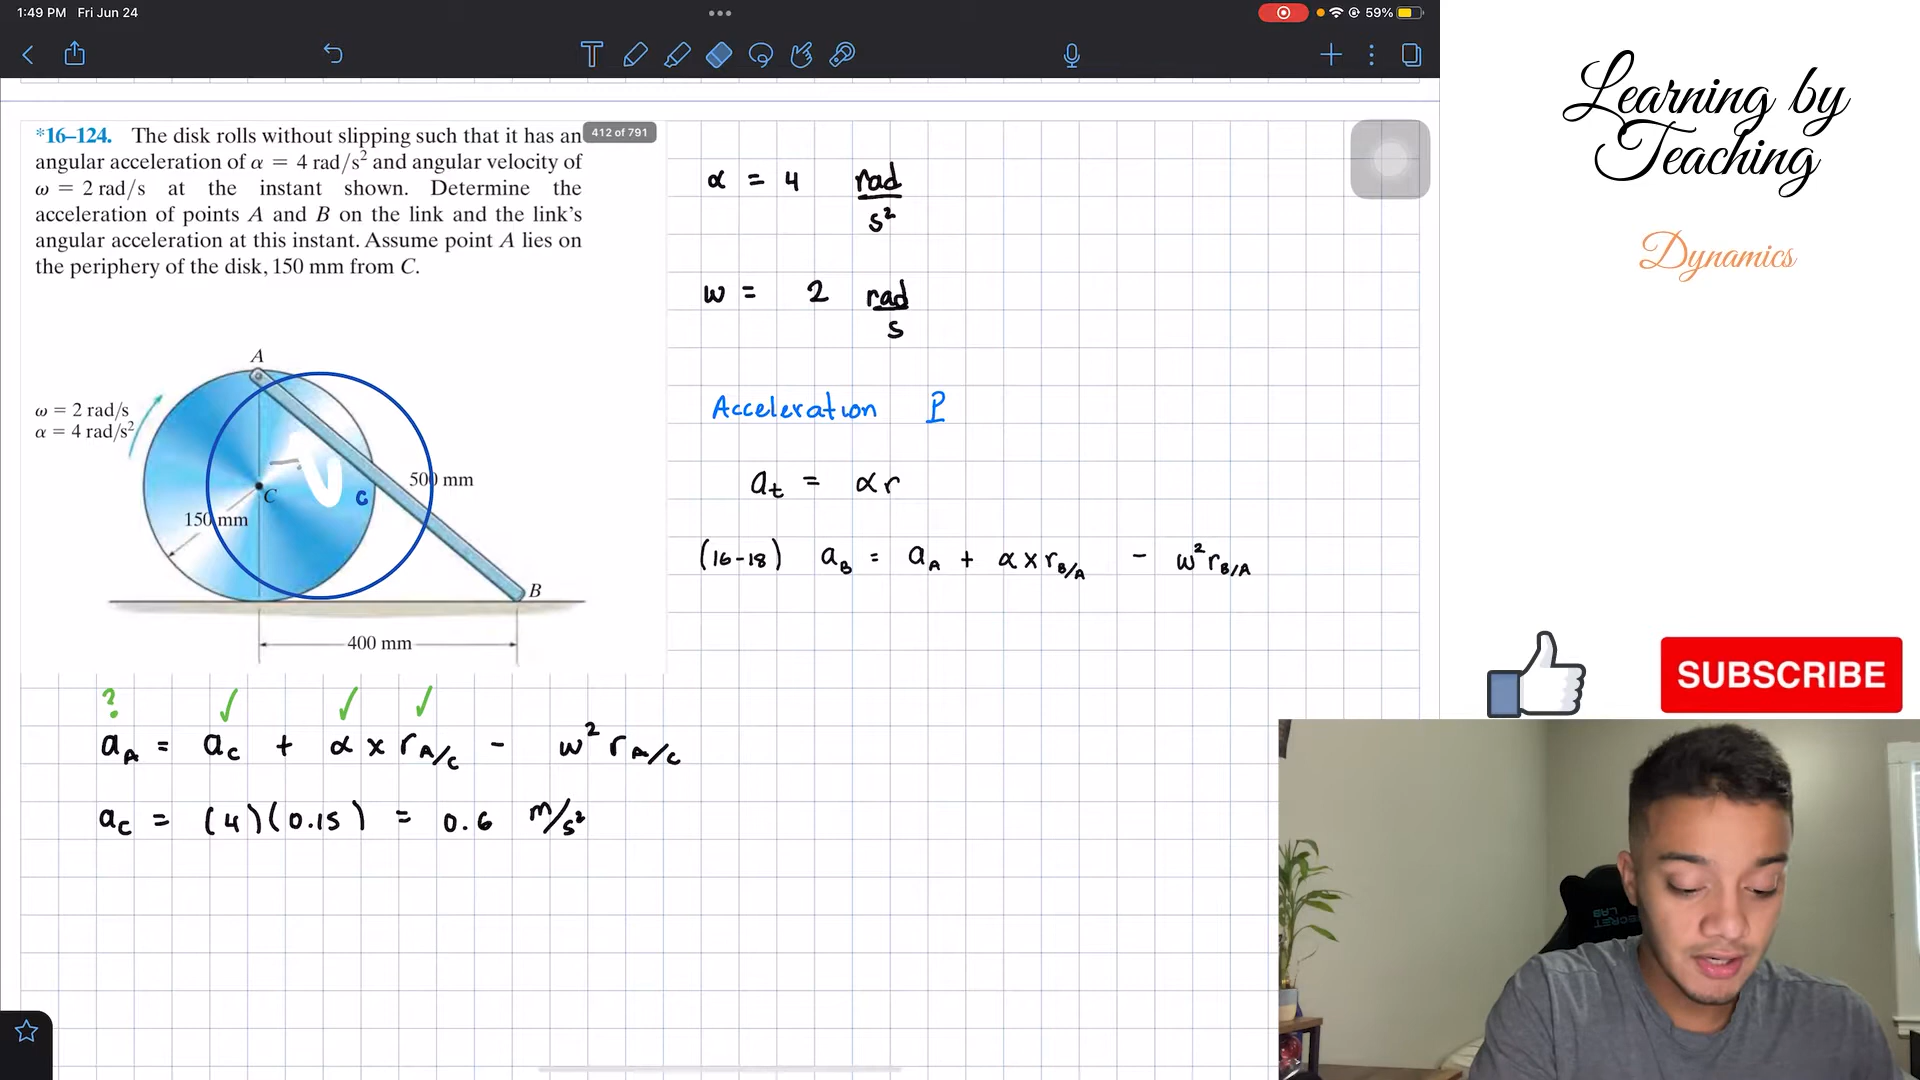 1:49 PM Fri Jun 24
59%
*16–124. The disk rolls without slipping such that it has an
412 of 791
angular acceleration of α = 4 rad/s² and angular velocity of
ω = 2 rad/s at the instant shown. Determine the
acceleration of points A and B on the link and the link's
angular acceleration at this instant. Assume point A lies on
the periphery of the disk, 150 mm from C.
A
ω = 2 rad/s
α = 4 rad/s²
500 mm
C
C
150 mm
B
400 mm
α = 4 rad/s²
ω = 2 rad/s
Acceleration P
a_t = αr
(16-18) a_B = a_A + α × r_B/A - ω² r_B/A
? ✓ ✓ ✓
a_A = a_C + α × r_A/C - ω² r_A/C
a_C = (4)(0.15) = 0.6 m/s²
Learning by
Teaching
Dynamics
SUBSCRIBE
SECRET
LAB